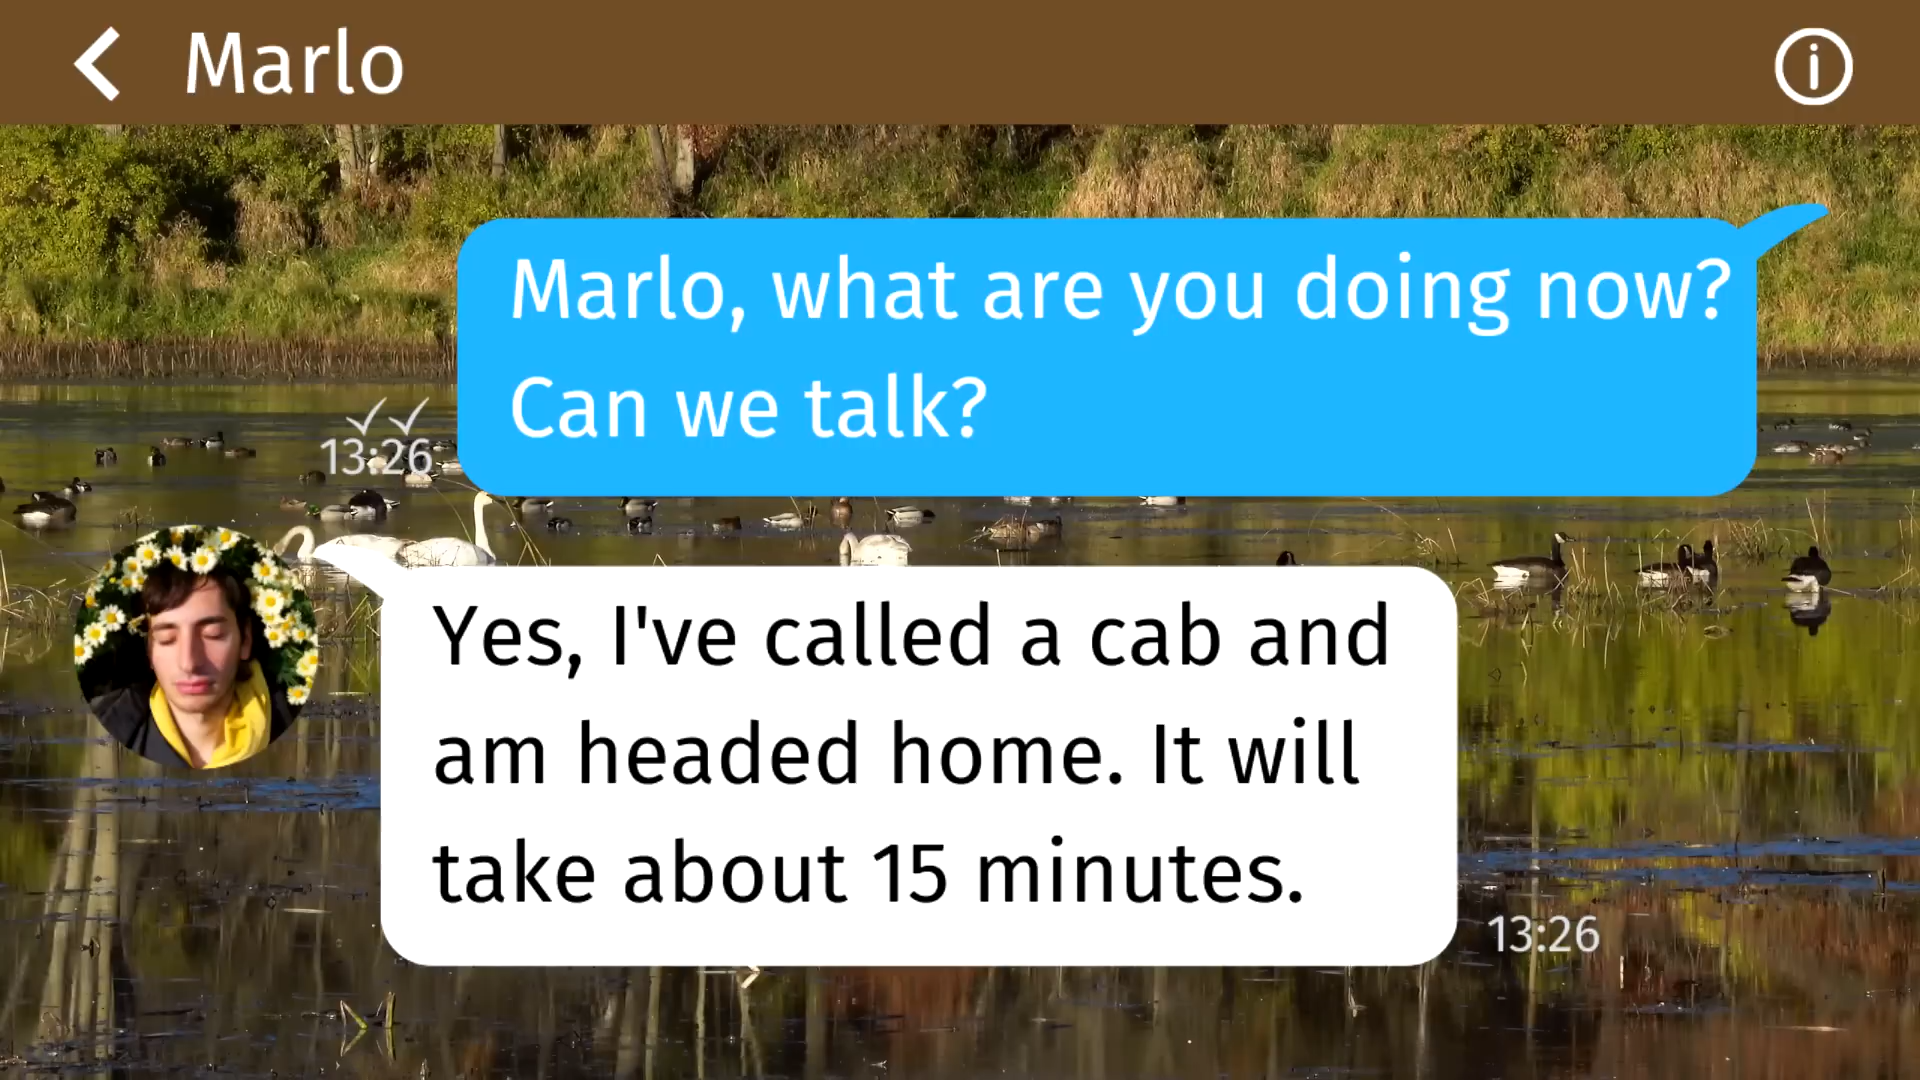 Marlo
Marlo, what are you doing now?
Can we talk?
13:26
Yes, I've called a cab and
am headed home. It will
take about 15 minutes.
13:26